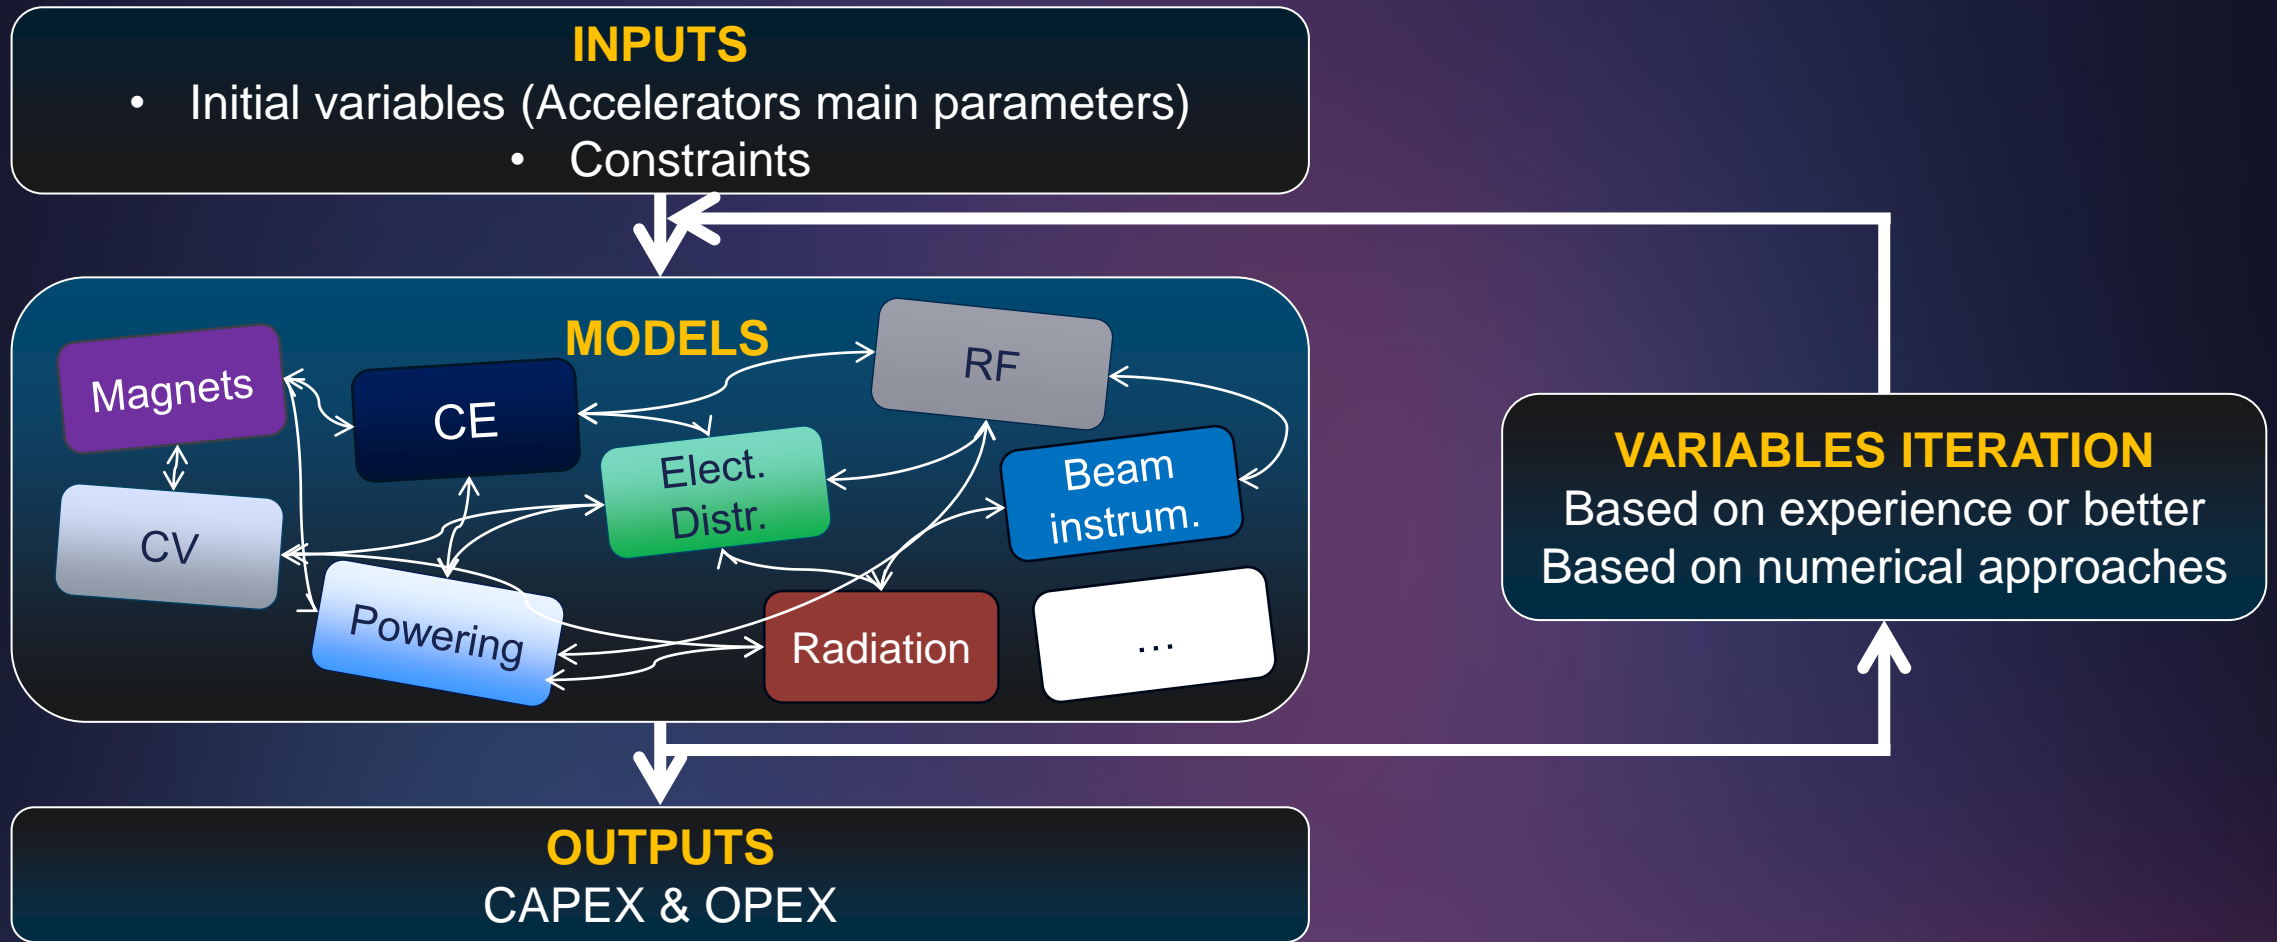 INPUTS
• Initial variables (Accelerators main parameters)
• Constraints
MODELS
Magnets
CE
RF
Elect.
Distr.
Beam
instrum.
CV
Powering
Radiation
...
VARIABLES ITERATION
Based on experience or better
Based on numerical approaches
OUTPUTS
CAPEX & OPEX